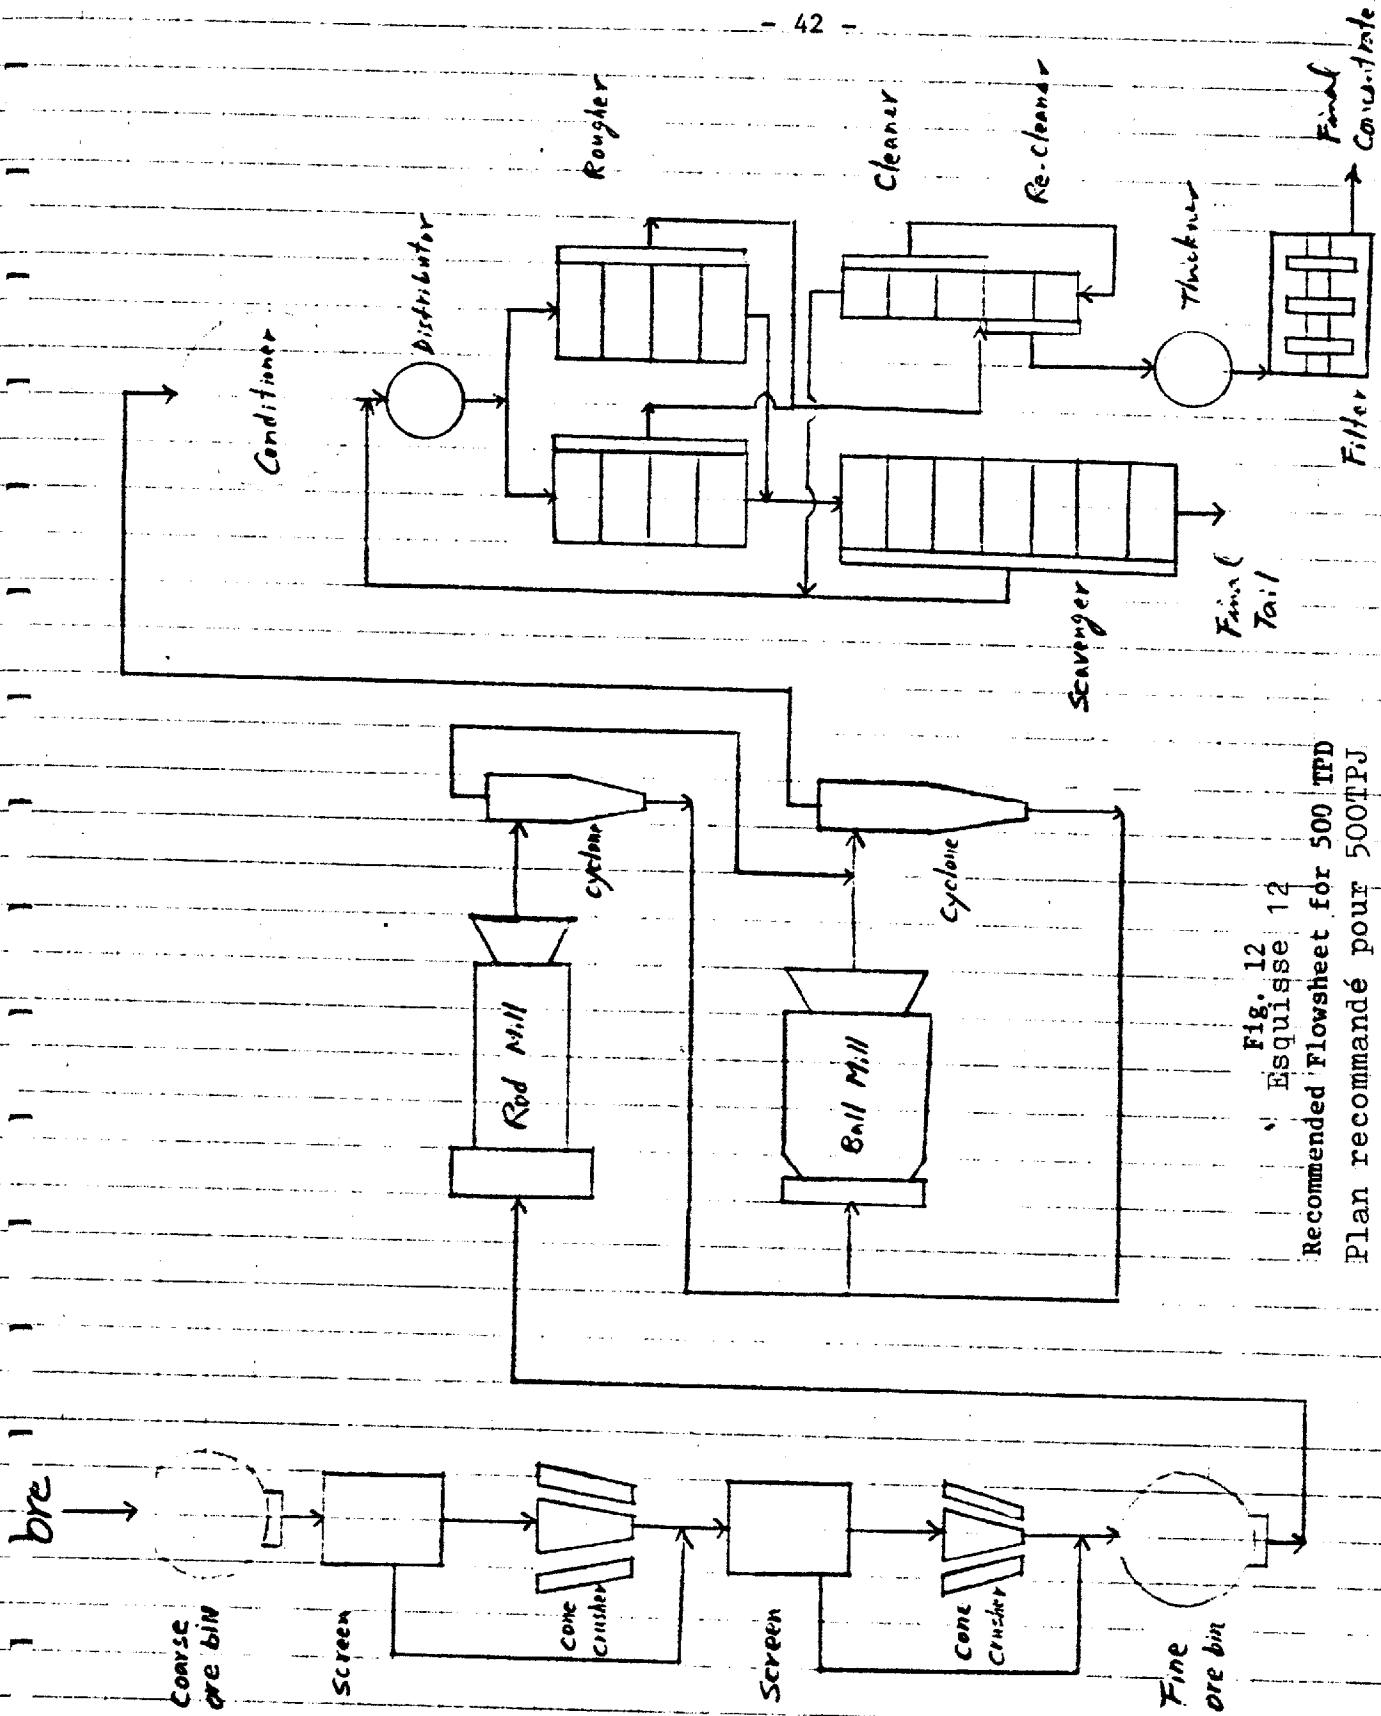 - 42 -
ore
Coarse
ore bin
Screen
cone
crusher
Screen
cone
crusher
Fine
ore bin
Rod Mill
cyclone
Ball Mill
Cyclone
Conditioner
Distributor
Rougher
Cleaner
Re-Cleaner
Scavenger
Final
Tail
Thickner
Filter
Final
Concentrate
Fig. 12
Esquisse 12
Recommended Flowsheet for 500 TPD
Plan recommandé pour 500TPJ